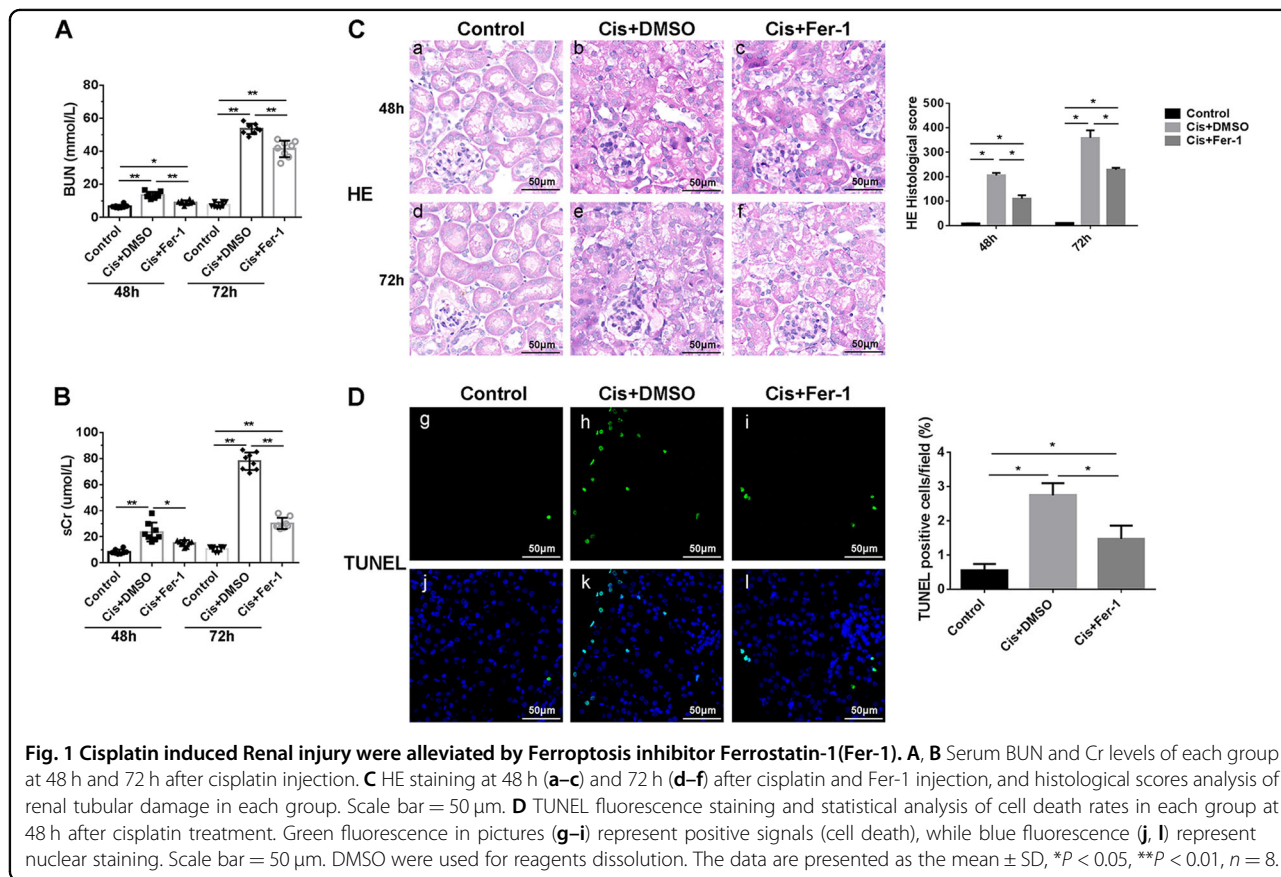 A
BUN (mmol/L)
80
60
40
20
0
** ** ** ** * **
Control
Cis+DMSO
Cis+Fer-1
Control
Cis+DMSO
Cis+Fer-1
48h 72h
B
sCr (umol/L)
100
80
60
40
20
0
** ** ** ** *
Control
Cis+DMSO
Cis+Fer-1
Control
Cis+DMSO
Cis+Fer-1
48h 72h
C
Control Cis+DMSO Cis+Fer-1
HE
48h
a b c
50μm 50μm 50μm
72h
d e f
50μm 50μm 50μm
HE Histological score
500
400
300
200
100
0
* * * * * *
48h 72h
Control
Cis+DMSO
Cis+Fer-1
D
Control Cis+DMSO Cis+Fer-1
TUNEL
g h i
50μm 50μm 50μm
j k l
50μm 50μm 50μm
TUNEL positive cells/field (%)
4
3
2
1
0
* * *
Control
Cis+DMSO
Cis+Fer-1
Fig. 1 Cisplatin induced Renal injury were alleviated by Ferroptosis inhibitor Ferrostatin-1(Fer-1). A, B Serum BUN and Cr levels of each group
at 48 h and 72 h after cisplatin injection. C HE staining at 48 h (a–c) and 72 h (d–f) after cisplatin and Fer-1 injection, and histological scores analysis of
renal tubular damage in each group. Scale bar = 50 μm. D TUNEL fluorescence staining and statistical analysis of cell death rates in each group at
48 h after cisplatin treatment. Green fluorescence in pictures (g–i) represent positive signals (cell death), while blue fluorescence (j, l) represent
nuclear staining. Scale bar = 50 μm. DMSO were used for reagents dissolution. The data are presented as the mean ± SD, *P < 0.05, **P < 0.01, n = 8.